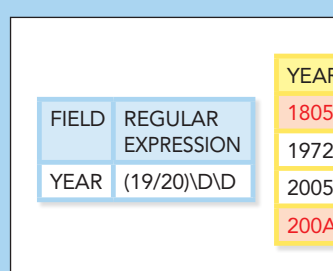 FIELD REGULAR EXPRESSION
YEAR (19/20)\D\D
YEAR
1805
1972
2005
200A